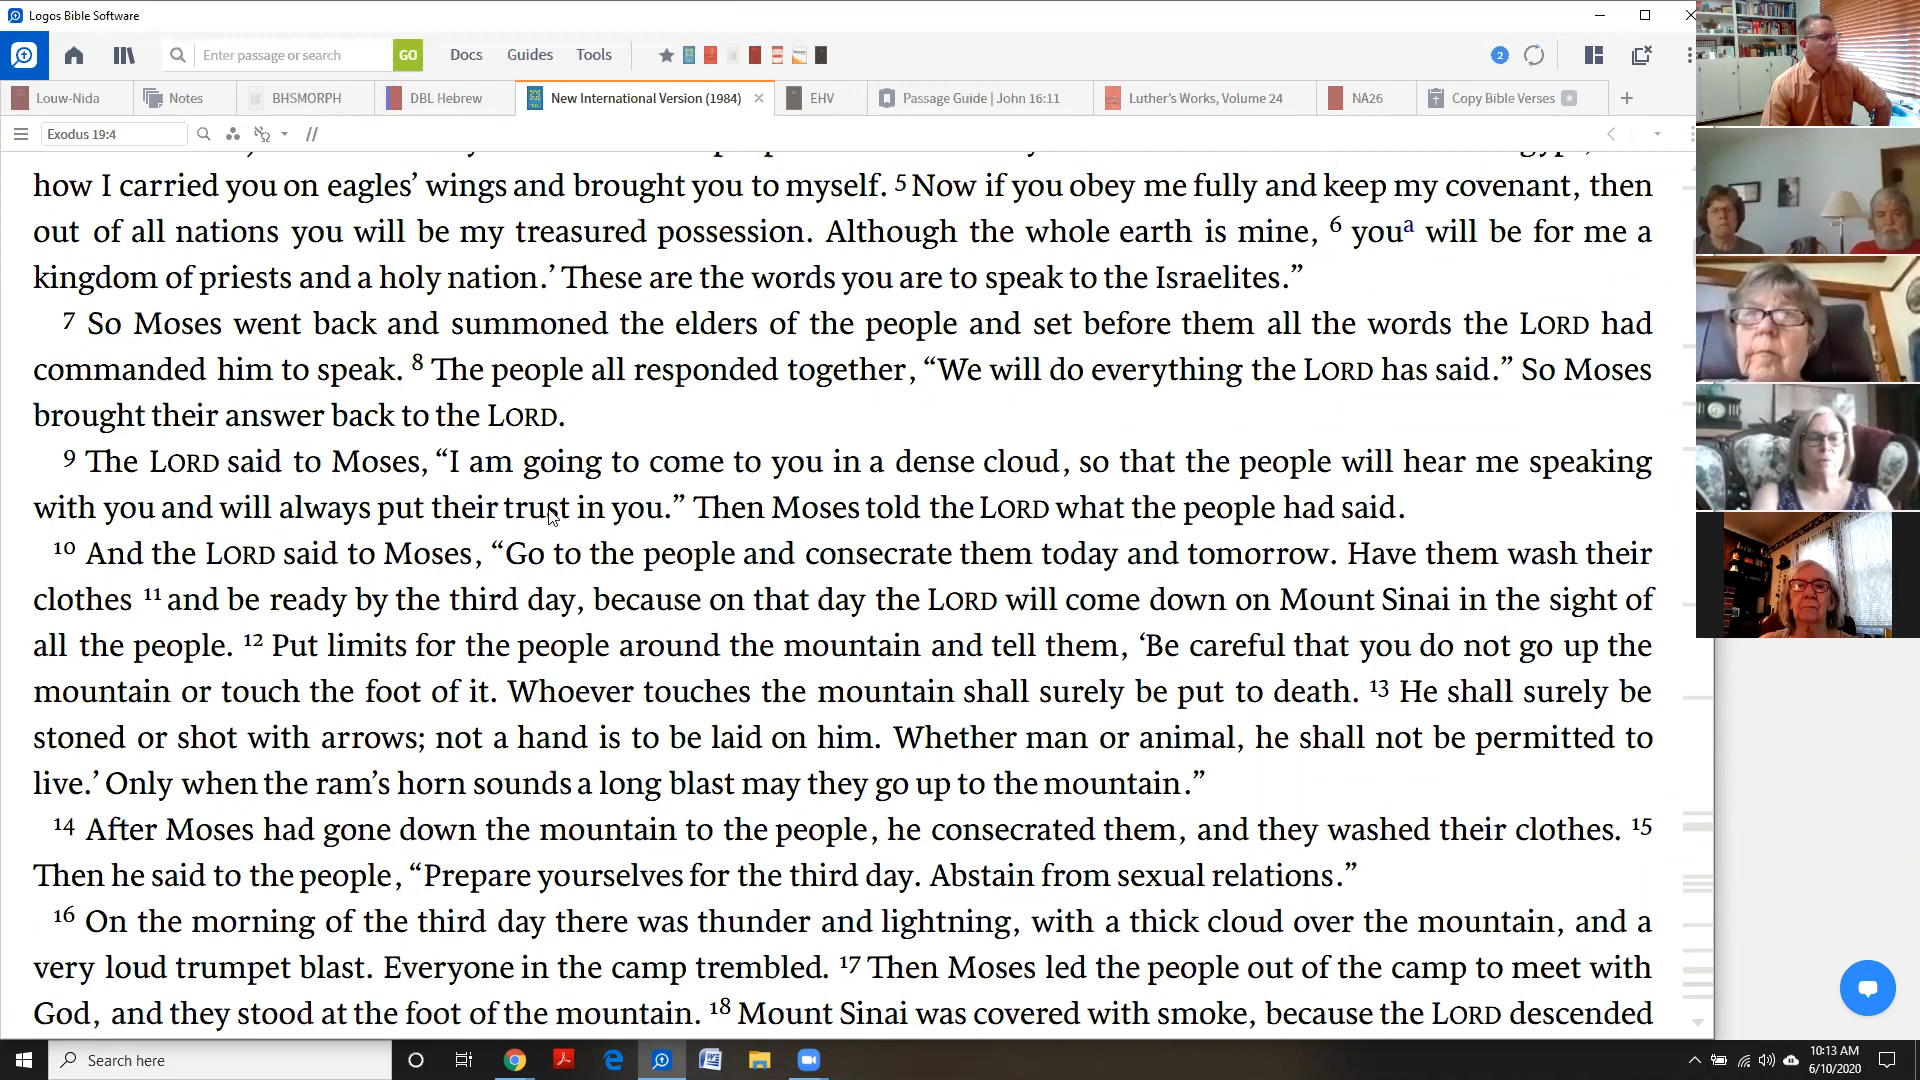 Logos Bible Software
Enter passage or search
GO
Docs
Guides
Tools
2
Louw-Nida
Notes
BHSMORPH
DBL Hebrew
New International Version (1984)
EHV
Passage Guide | John 16:11
Luther's Works, Volume 24
NA26
Copy Bible Verses
Exodus 19:4
how I carried you on eagles’ wings and brought you to myself. 5 Now if you obey me fully and keep my covenant, then
out of all nations you will be my treasured possession. Although the whole earth is mine, 6 youa will be for me a
kingdom of priests and a holy nation.’ These are the words you are to speak to the Israelites.”
7 So Moses went back and summoned the elders of the people and set before them all the words the LORD had
commanded him to speak. 8 The people all responded together, “We will do everything the LORD has said.” So Moses
brought their answer back to the LORD.
9 The LORD said to Moses, “I am going to come to you in a dense cloud, so that the people will hear me speaking
with you and will always put their trust in you.” Then Moses told the LORD what the people had said.
10 And the LORD said to Moses, “Go to the people and consecrate them today and tomorrow. Have them wash their
clothes 11 and be ready by the third day, because on that day the LORD will come down on Mount Sinai in the sight of
all the people. 12 Put limits for the people around the mountain and tell them, ‘Be careful that you do not go up the
mountain or touch the foot of it. Whoever touches the mountain shall surely be put to death. 13 He shall surely be
stoned or shot with arrows; not a hand is to be laid on him. Whether man or animal, he shall not be permitted to
live.’ Only when the ram’s horn sounds a long blast may they go up to the mountain.”
14 After Moses had gone down the mountain to the people, he consecrated them, and they washed their clothes. 15
Then he said to the people, “Prepare yourselves for the third day. Abstain from sexual relations.”
16 On the morning of the third day there was thunder and lightning, with a thick cloud over the mountain, and a
very loud trumpet blast. Everyone in the camp trembled. 17 Then Moses led the people out of the camp to meet with
God, and they stood at the foot of the mountain. 18 Mount Sinai was covered with smoke, because the LORD descended
Search here
10:13 AM
6/10/2020